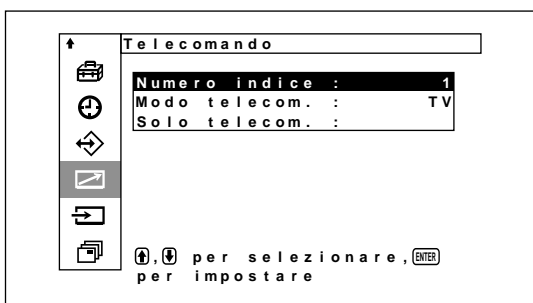 Telecomando
Numero indice : 1
Modo telecom. : TV
Solo telecom. :
, per selezionare, ENTER
per impostare